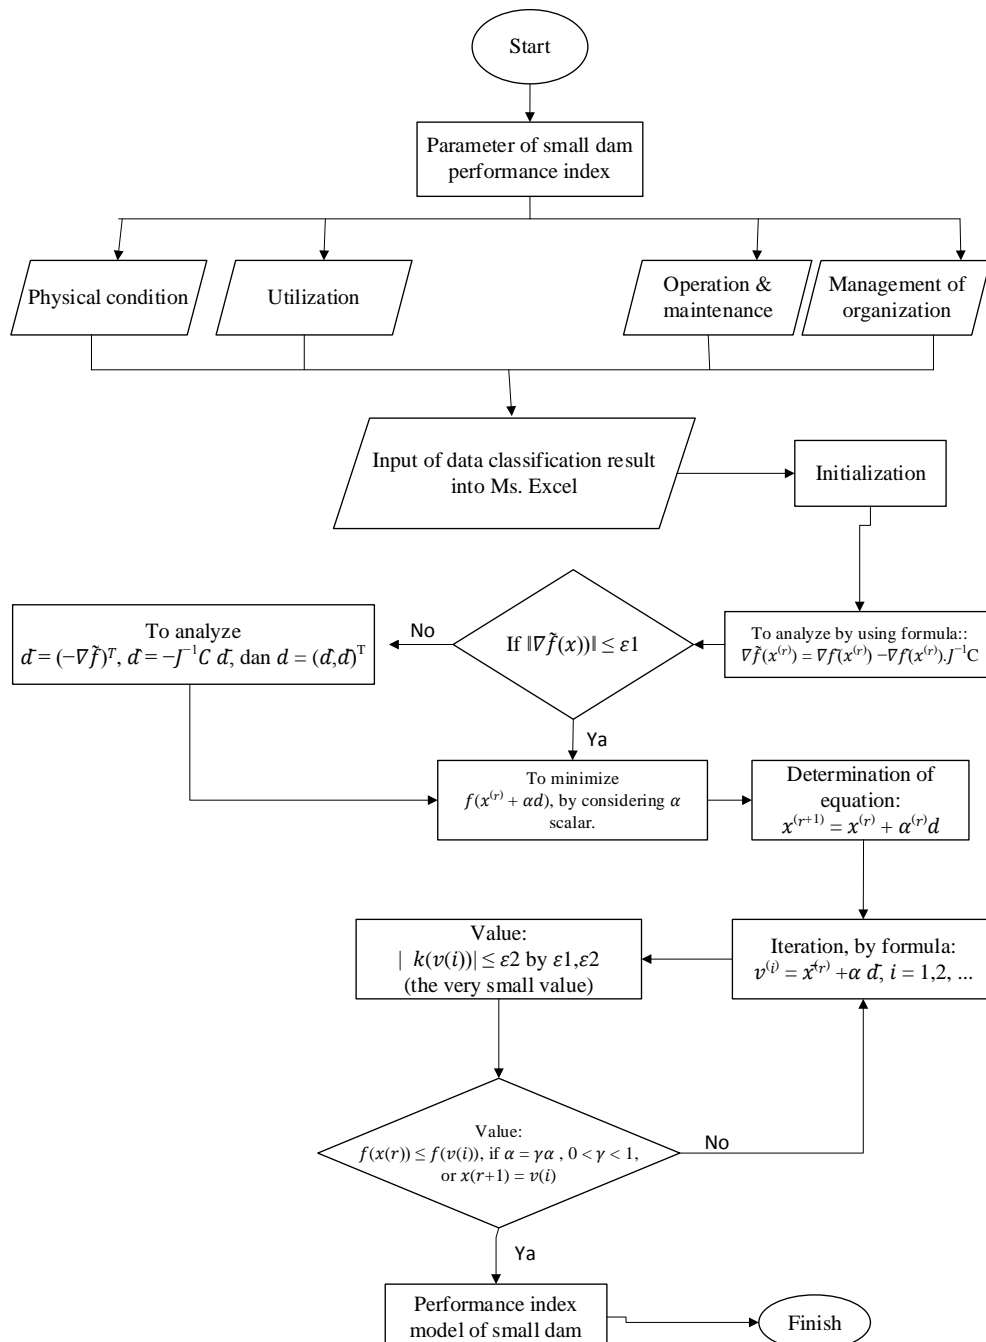 Start
Parameter of small dam
performance index
Physical condition
Utilization
Operation &
maintenance
Management of
organization
Input of data classification result
into Ms. Excel
Initialization
To analyze by using formula::
∇f̃(x⁽ʳ⁾) = ∇f̄(x⁽ʳ⁾) −∇f̄(x⁽ʳ⁾).J⁻¹C
If ‖∇f̃(x))‖ ≤ ε1
No
To analyze
d̄ = (−∇f̃)ᵀ, d̄ = −J⁻¹C d̄, dan d = (d̄,d̄)ᵀ
Ya
To minimize
f(x⁽ʳ⁾ + αd), by considering α
scalar.
Determination of
equation:
x⁽ʳ⁺¹⁾ = x⁽ʳ⁾ + α⁽ʳ⁾d
Iteration, by formula:
v⁽ⁱ⁾ = x̄⁽ʳ⁾ +α d̄, i = 1,2, ...
Value:
| k(v(i))| ≤ ε2 by ε1,ε2
(the very small value)
Value:
f(x(r)) ≤ f(v(i)), if α = γα , 0 < γ < 1,
or x(r+1) = v(i)
No
Ya
Performance index
model of small dam
Finish